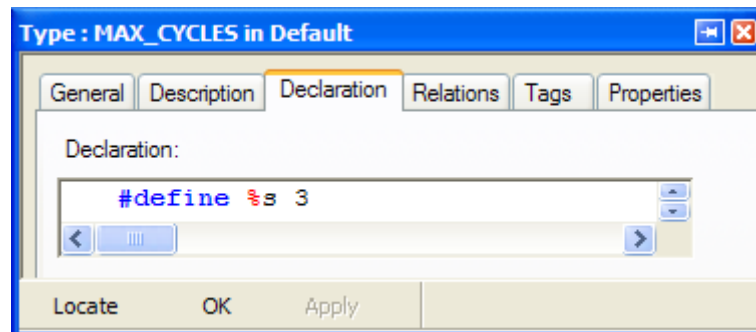 Type : MAX_CYCLES in Default
General Description Declaration Relations Tags Properties
Declaration:
#define %s 3
Locate OK Apply